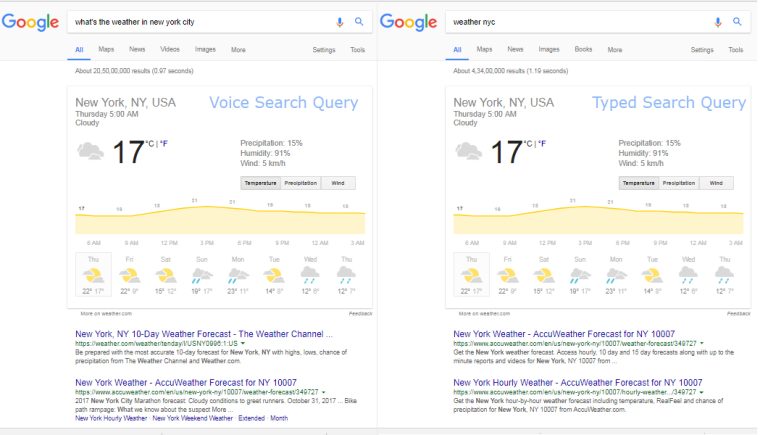 Google
what's the weather in new york city
All Maps News Videos Images More Settings Tools
About 20,50,00,000 results (0.97 seconds)
New York, NY, USA
Voice Search Query
Thursday 5:00 AM
Cloudy
17 °C | °F
Precipitation: 15%
Humidity: 91%
Wind: 5 km/h
Temperature Precipitation Wind
17 16 18 21 21 19 18 18
6 AM 9 AM 12 PM 3 PM 6 PM 9 PM 12 AM 3 AM
Thu Fri Sat Sun Mon Tue Wed Thu
22° 17° 22° 9° 15° 12° 19° 17° 23° 11° 14° 8° 12° 8° 12° 7°
More on weather.com
Feedback
New York, NY 10-Day Weather Forecast - The Weather Channel ...
https://weather.com/weather/tenday/l/USNY0996:1:US
Be prepared with the most accurate 10-day forecast for New York, NY with highs, lows, chance of
precipitation from The Weather Channel and Weather.com.
New York Weather - AccuWeather Forecast for NY 10007
https://www.accuweather.com/en/us/new-york-ny/10007/weather-forecast/349727
2017 New York City Marathon forecast. Cloudy conditions to greet runners. October 31, 2017 ... Bike
path rampage: What we know about the suspect More ...
New York Hourly Weather · New York Weekend Weather · Extended · Month
Google
weather nyc
All Maps News Images Books More Settings Tools
About 4,34,00,000 results (1.19 seconds)
New York, NY, USA
Typed Search Query
Thursday 5:00 AM
Cloudy
17 °C | °F
Precipitation: 15%
Humidity: 91%
Wind: 5 km/h
Temperature Precipitation Wind
17 16 18 21 21 19 18 18
6 AM 9 AM 12 PM 3 PM 6 PM 9 PM 12 AM 3 AM
Thu Fri Sat Sun Mon Tue Wed Thu
22° 17° 22° 9° 15° 12° 19° 17° 23° 11° 14° 8° 12° 8° 12° 7°
More on weather.com
Feedback
New York Weather - AccuWeather Forecast for NY 10007
https://www.accuweather.com/en/us/new-york-ny/10007/weather-forecast/349727
Get the New York weather forecast. Access hourly, 10 day and 15 day forecasts along with up to the
minute reports and videos for New York, NY 10007 from ...
New York Hourly Weather - AccuWeather Forecast for NY 10007
https://www.accuweather.com/en/us/new-york-ny/10007/hourly-weather.../349727
Get the New York hour-by-hour weather forecast including temperature, RealFeel and chance of
precipitation for New York, NY 10007 from AccuWeather.com.